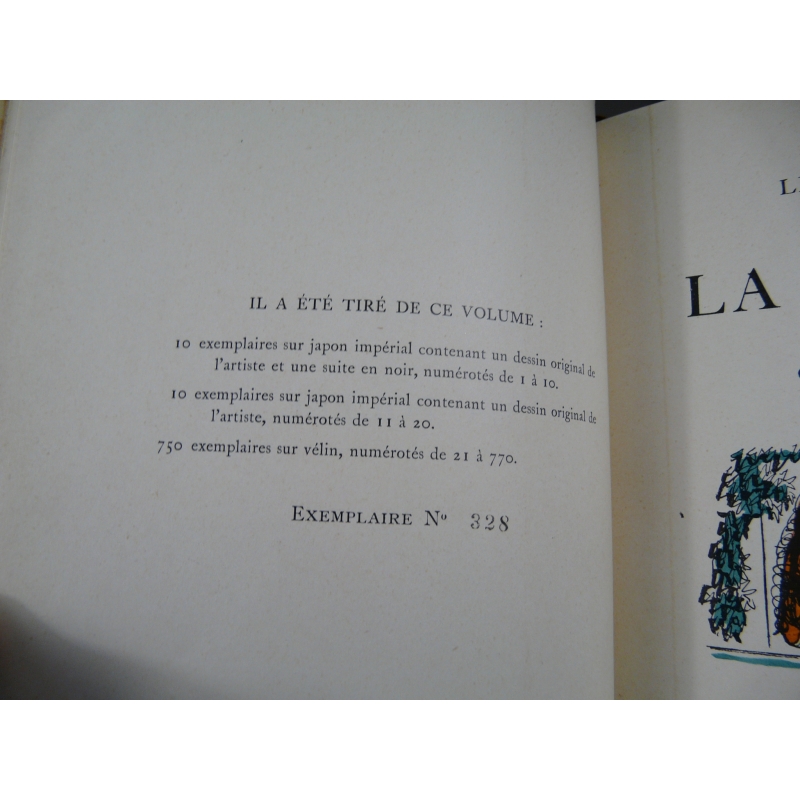 IL A ÉTÉ TIRÉ DE CE VOLUME :
10 exemplaires sur japon impérial contenant un dessin original de
l'artiste et une suite en noir, numérotés de 1 à 10.
10 exemplaires sur japon impérial contenant un dessin original de
l'artiste, numérotés de 11 à 20.
750 exemplaires sur vélin, numérotés de 21 à 770.
EXEMPLAIRE Nº 328
LA